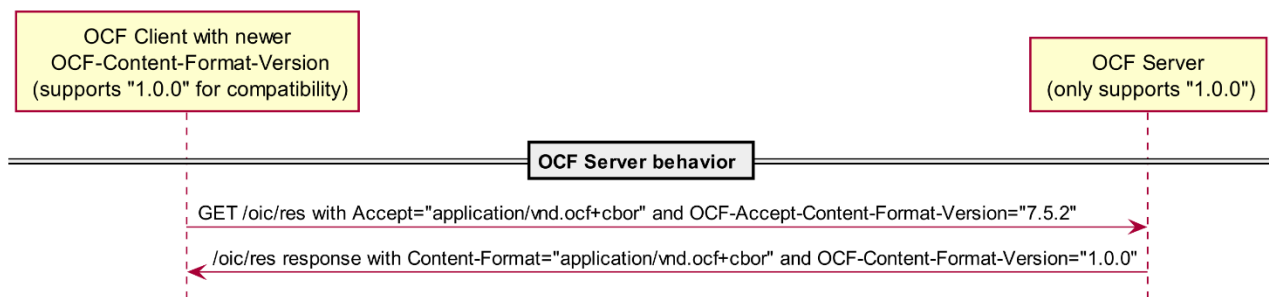 OCF Client with newer
OCF-Content-Format-Version
(supports "1.0.0" for compatibility)
OCF Server
(only supports "1.0.0")
OCF Server behavior
GET /oic/res with Accept="application/vnd.ocf+cbor" and OCF-Accept-Content-Format-Version="7.5.2"
/oic/res response with Content-Format="application/vnd.ocf+cbor" and OCF-Content-Format-Version="1.0.0"